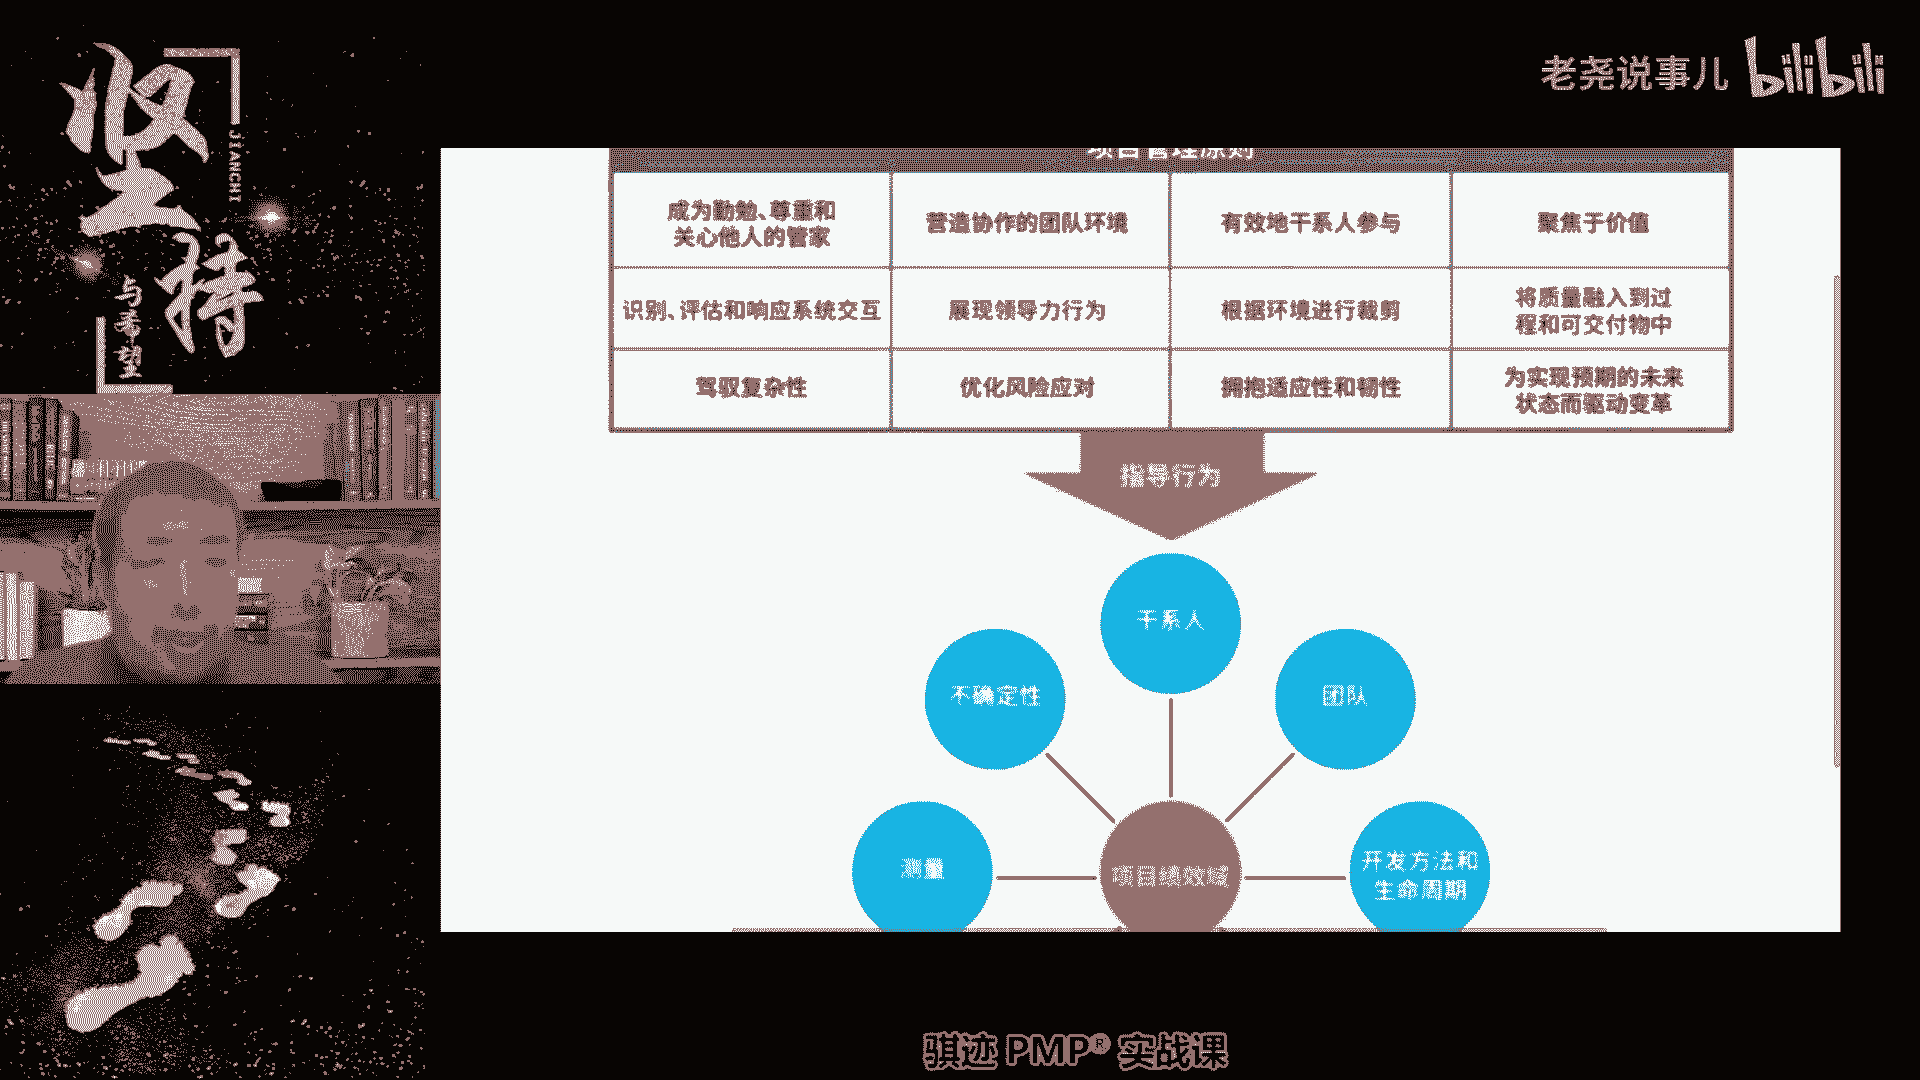 坚持
JIANCHI
与希望
老尧说事儿 bilibili
项目管理原则
成为勤勉、尊重和
关心他人的管家
营造协作的团队环境
有效地干系人参与
聚焦于价值
识别、评估和响应系统交互
展现领导力行为
根据环境进行裁剪
将质量融入到过
程和可交付物中
驾驭复杂性
优化风险应对
拥抱适应性和韧性
为实现预期的未来
状态而驱动变革
指导行为
干系人
不确定性
团队
测量
项目绩效域
开发方法和
生命周期
骐迹 PMP® 实战课